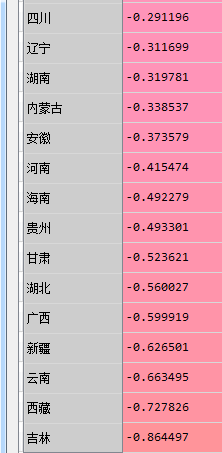 四川 -0.291196
辽宁 -0.311699
湖南 -0.319781
内蒙古 -0.338537
安徽 -0.373579
河南 -0.415474
海南 -0.492279
贵州 -0.493301
甘肃 -0.523621
湖北 -0.560027
广西 -0.599919
新疆 -0.626501
云南 -0.663495
西藏 -0.727826
吉林 -0.864497